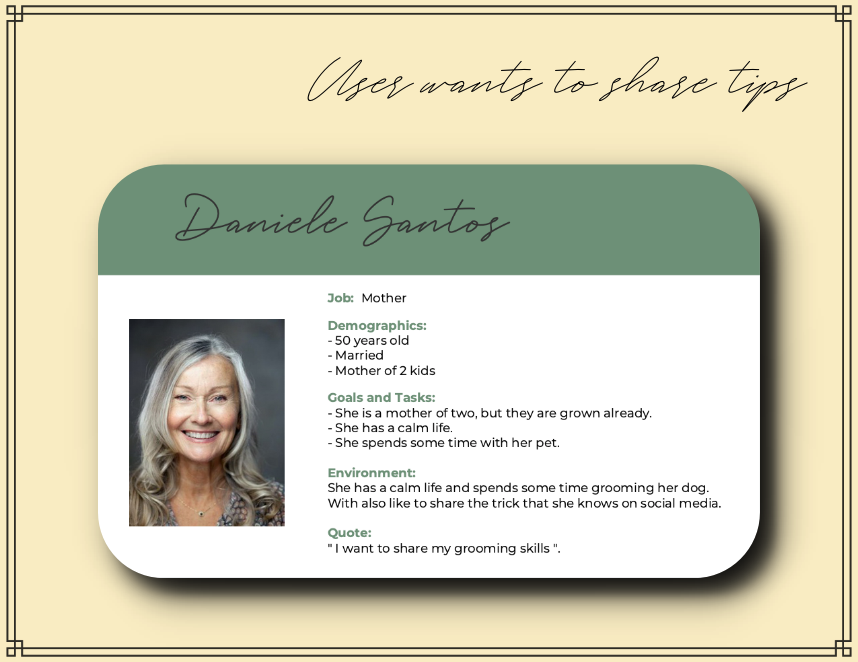 User wants to share tips
Daniele Santos
Job: Mother
Demographics:
- 50 years old
- Married
- Mother of 2 kids
Goals and Tasks:
- She is a mother of two, but they are grown already.
- She has a calm life.
- She spends some time with her pet.
Environment:
She has a calm life and spends some time grooming her dog.
With also like to share the trick that she knows on social media.
Quote:
" I want to share my grooming skills ".